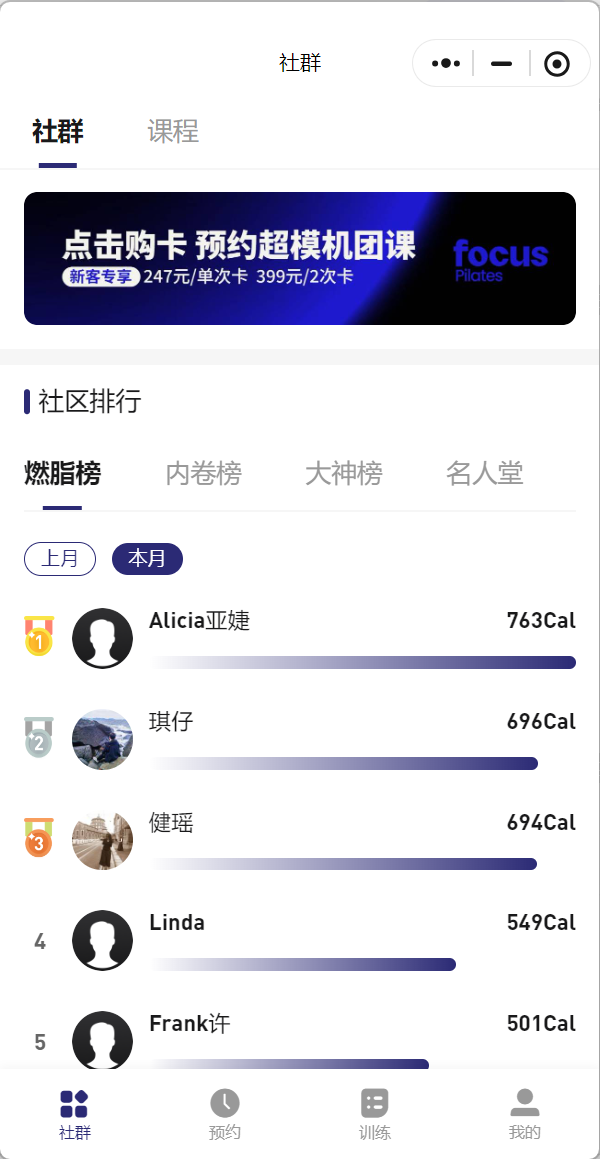 社群
社群 课程
点击购卡 预约超模机团课
新客专享 247元/单次卡 399元/2次卡
focus
Pilates
社区排行
燃脂榜 内卷榜 大神榜 名人堂
上月 本月
1 Alicia亚婕 763Cal
2 琪仔 696Cal
3 健瑶 694Cal
4 Linda 549Cal
5 Frank许 501Cal
社群 预约 训练 我的